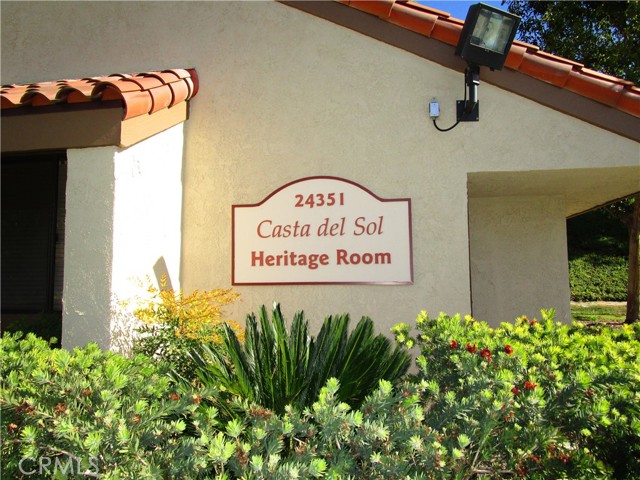 24351
Casta del Sol
Heritage Room
CRMLS